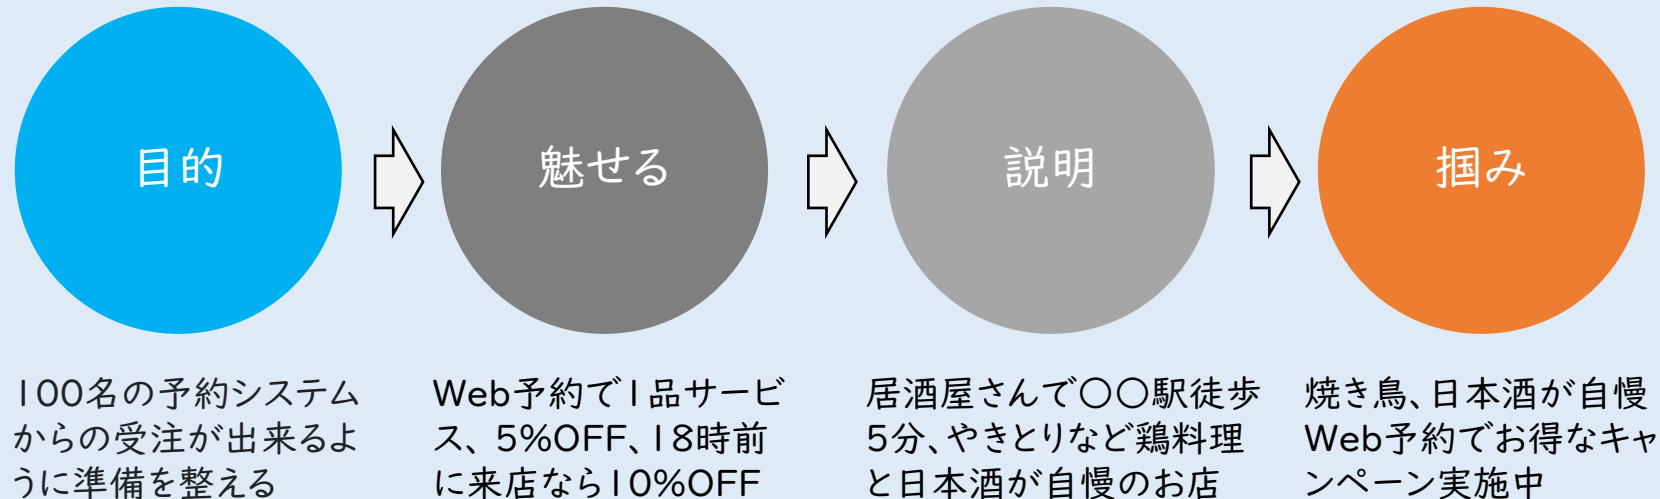 目的
魅せる
説明
掴み
100名の予約システム
からの受注が出来るよ
うに準備を整える
Web予約で1品サービ
ス、5%OFF、18時前
に来店なら10%OFF
居酒屋さんで〇〇駅徒歩
5分、やきとりなど鶏料理
と日本酒が自慢のお店
焼き鳥、日本酒が自慢
Web予約でお得なキャ
ンペーン実施中